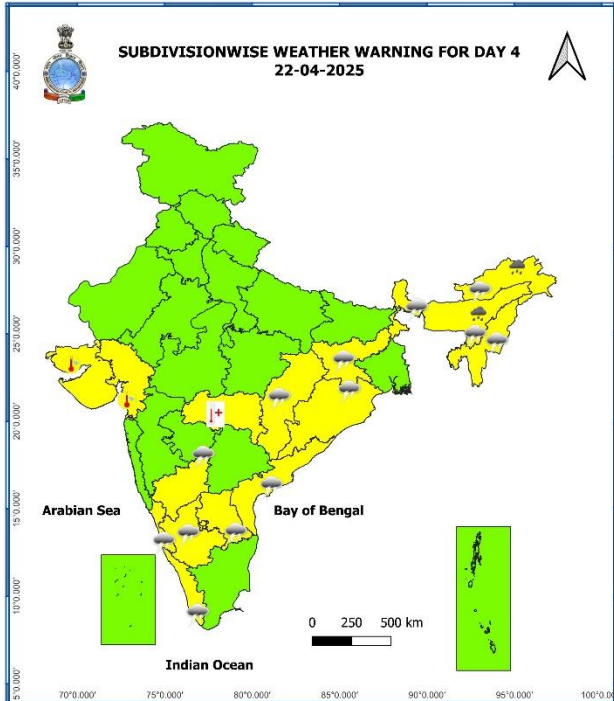 SUBDIVISIONWISE WEATHER WARNING FOR DAY 4
22-04-2025
40°0.000'
35°0.000'
30°0.000'
25°0.000'
20°0.000'
15°0.000'
10°0.000'
5°0.000'
Arabian Sea
Bay of Bengal
0 250 500 km
Indian Ocean
70°0.000' 75°0.000' 80°0.000' 85°0.000' 90°0.000' 95°0.000' 100°0.000'